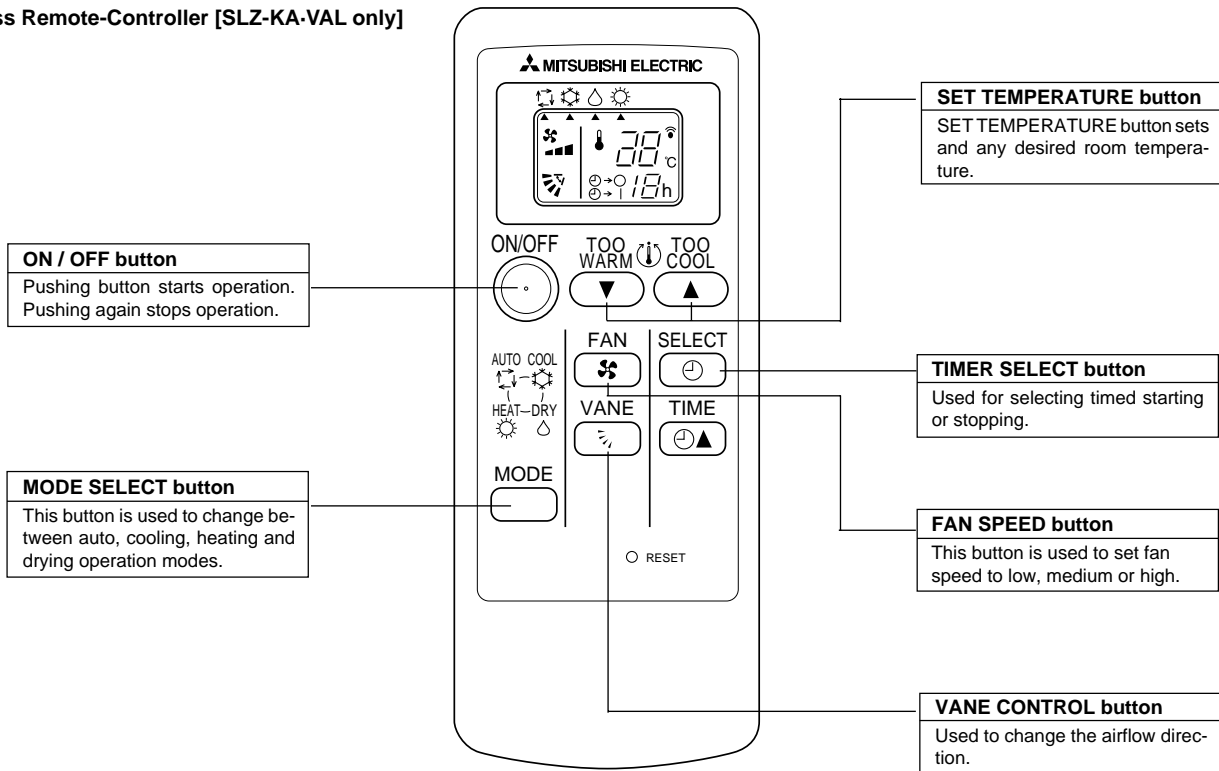 ss Remote-Controller [SLZ-KA·VAL only]
MITSUBISHI ELECTRIC
28
℃
18h
ON/OFF
TOO WARM
TOO COOL
FAN
SELECT
AUTO COOL
HEAT DRY
VANE
TIME
MODE
RESET
ON / OFF button
Pushing button starts operation.
Pushing again stops operation.
MODE SELECT button
This button is used to change be-
tween auto, cooling, heating and
drying operation modes.
SET TEMPERATURE button
SET TEMPERATURE button sets
and any desired room tempera-
ture.
TIMER SELECT button
Used for selecting timed starting
or stopping.
FAN SPEED button
This button is used to set fan
speed to low, medium or high.
VANE CONTROL button
Used to change the airflow direc-
tion.